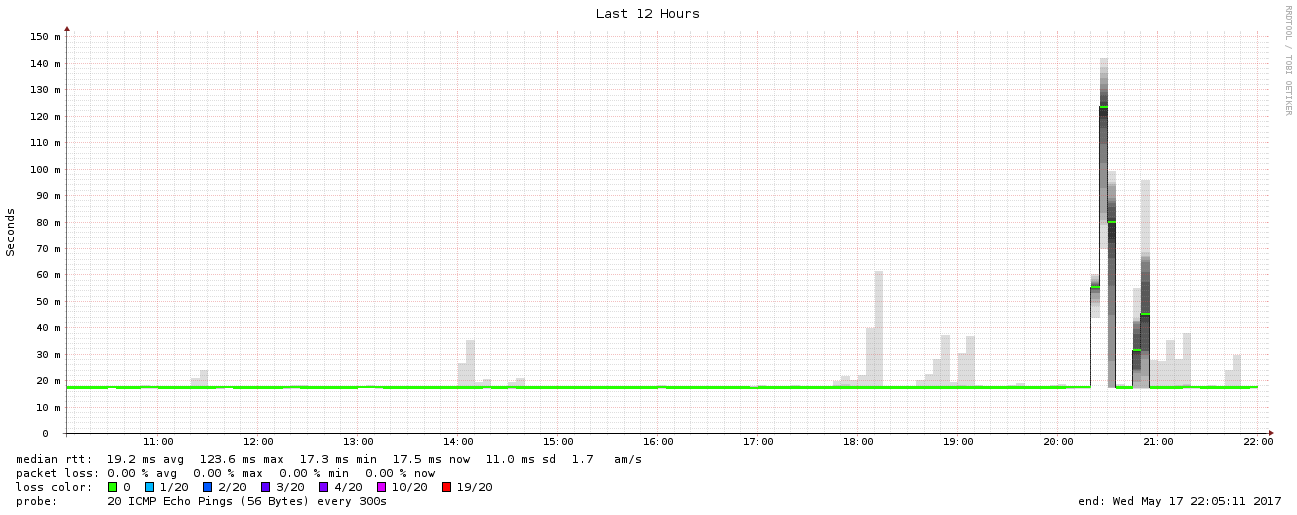 Last 12 Hours
RRDTOOL / TOBI OETIKER
Seconds
150 m
140 m
130 m
120 m
110 m
100 m
90 m
80 m
70 m
60 m
50 m
40 m
30 m
20 m
10 m
0
11:00 12:00 13:00 14:00 15:00 16:00 17:00 18:00 19:00 20:00 21:00 22:00
median rtt: 19.2 ms avg 123.6 ms max 17.3 ms min 17.5 ms now 11.0 ms sd 1.7 am/s
packet loss: 0.00 % avg 0.00 % max 0.00 % min 0.00 % now
loss color: 0 1/20 2/20 3/20 4/20 10/20 19/20
probe: 20 ICMP Echo Pings (56 Bytes) every 300s end: Wed May 17 22:05:11 2017